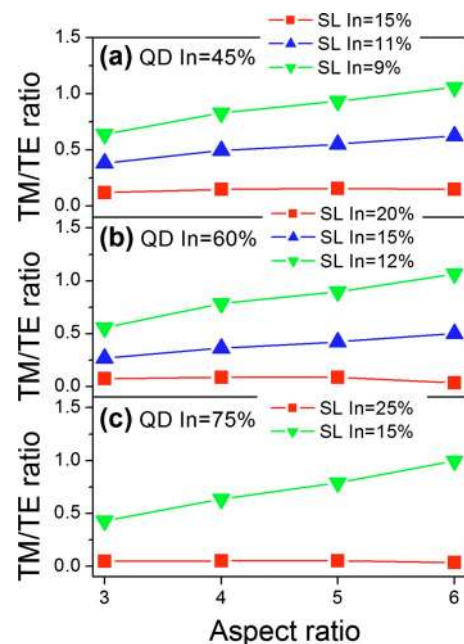 SL In=15%
SL In=11%
SL In=9%
(a) QD In=45%
1.5
1.0
0.5
0.0
TM/TE ratio
SL In=20%
SL In=15%
SL In=12%
(b) QD In=60%
1.5
1.0
0.5
0.0
TM/TE ratio
SL In=25%
SL In=15%
(c) QD In=75%
1.5
1.0
0.5
0.0
TM/TE ratio
3 4 5 6
Aspect ratio